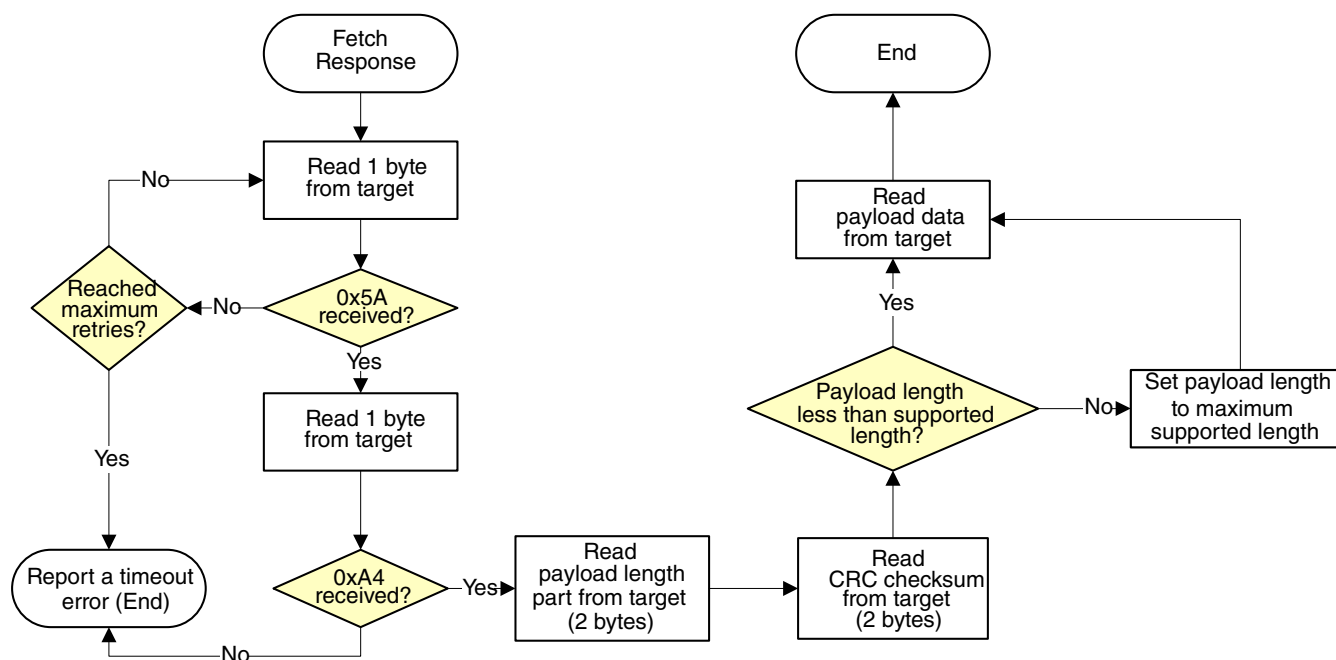 Fetch
Response
Read 1 byte
from target
No
Reached
maximum
retries?
No
0x5A
received?
Yes
Read 1 byte
from target
Yes
Report a timeout
error (End)
No
0xA4
received?
Yes
Read
payload length
part from target
(2 bytes)
Read
CRC checksum
from target
(2 bytes)
Payload length
less than supported
length?
No
Set payload length
to maximum
supported length
Yes
Read
payload data
from target
End